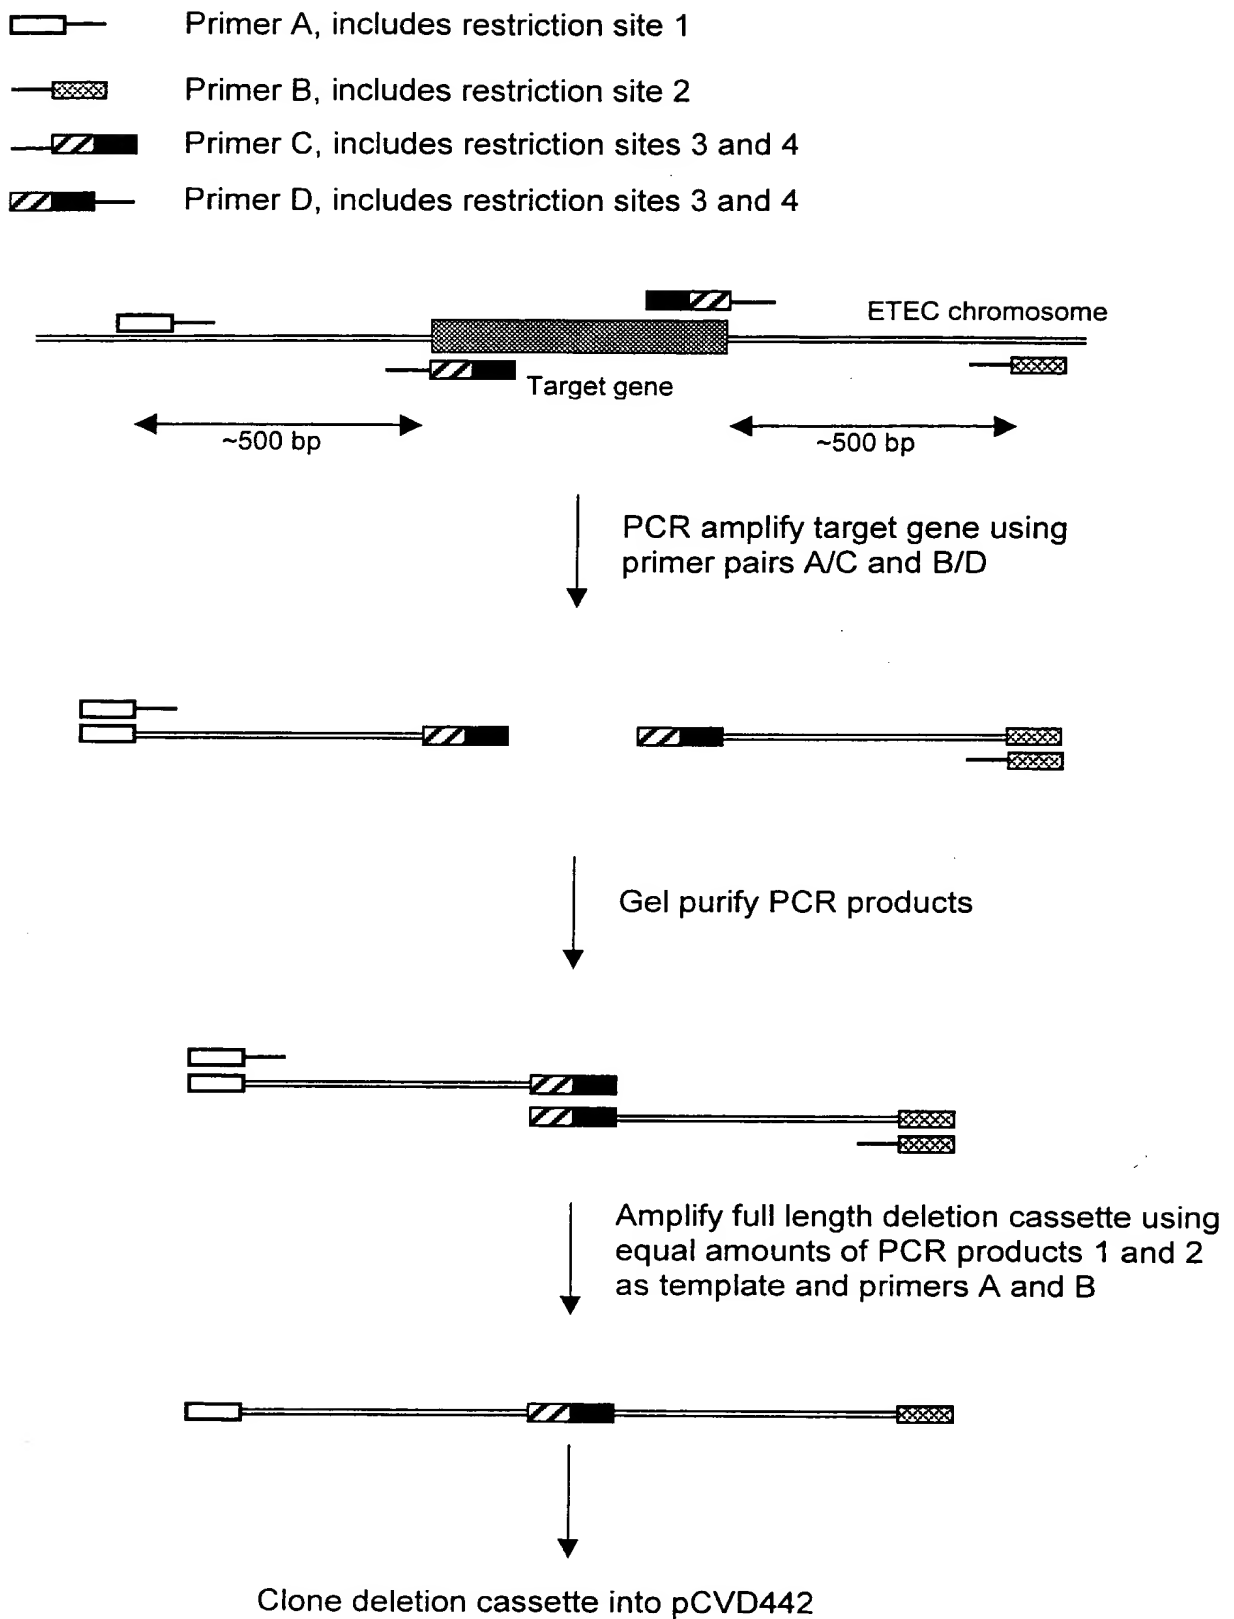 Primer A, includes restriction site 1
Primer B, includes restriction site 2
Primer C, includes restriction sites 3 and 4
Primer D, includes restriction sites 3 and 4
ETEC chromosome
Target gene
~500 bp
~500 bp
PCR amplify target gene using
primer pairs A/C and B/D
Gel purify PCR products
Amplify full length deletion cassette using
equal amounts of PCR products 1 and 2
as template and primers A and B
Clone deletion cassette into pCVD442